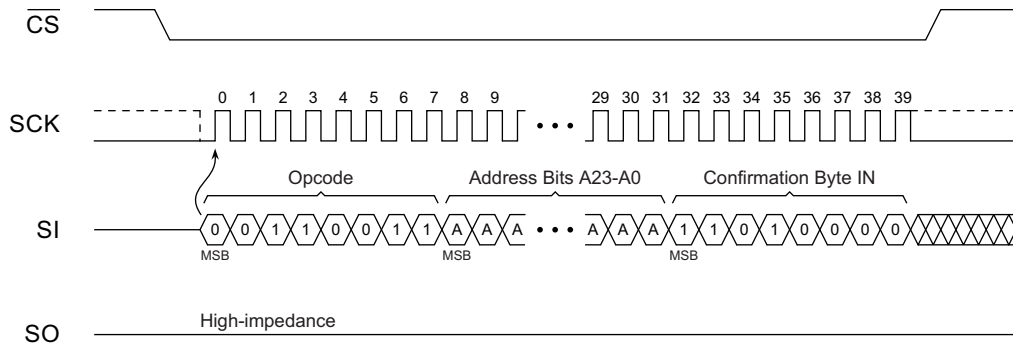 CS
0 1 2 3 4 5 6 7 8 9 29 30 31 32 33 34 35 36 37 38 39
SCK
Opcode Address Bits A23-A0 Confirmation Byte IN
SI 0 0 1 1 0 0 1 1 A A A A A A 1 1 0 1 0 0 0 0
MSB MSB MSB
High-impedance
SO